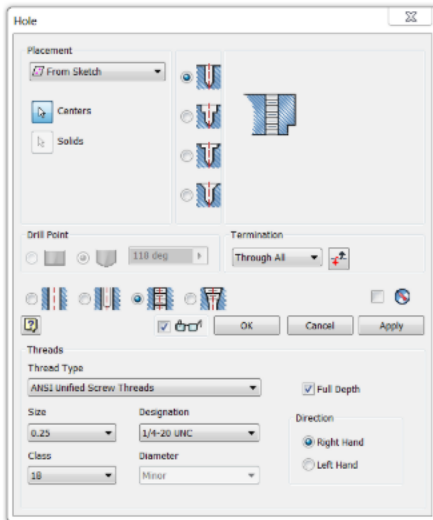 Hole
Placement
From Sketch
Centers
Solids
Drill Point
118 deg
Termination
Through All
OK
Cancel
Apply
Threads
Thread Type
ANSI Unified Screw Threads
Full Depth
Size
Designation
0.25
1/4-20 UNC
Direction
Right Hand
Left Hand
Class
Diameter
1B
Minor